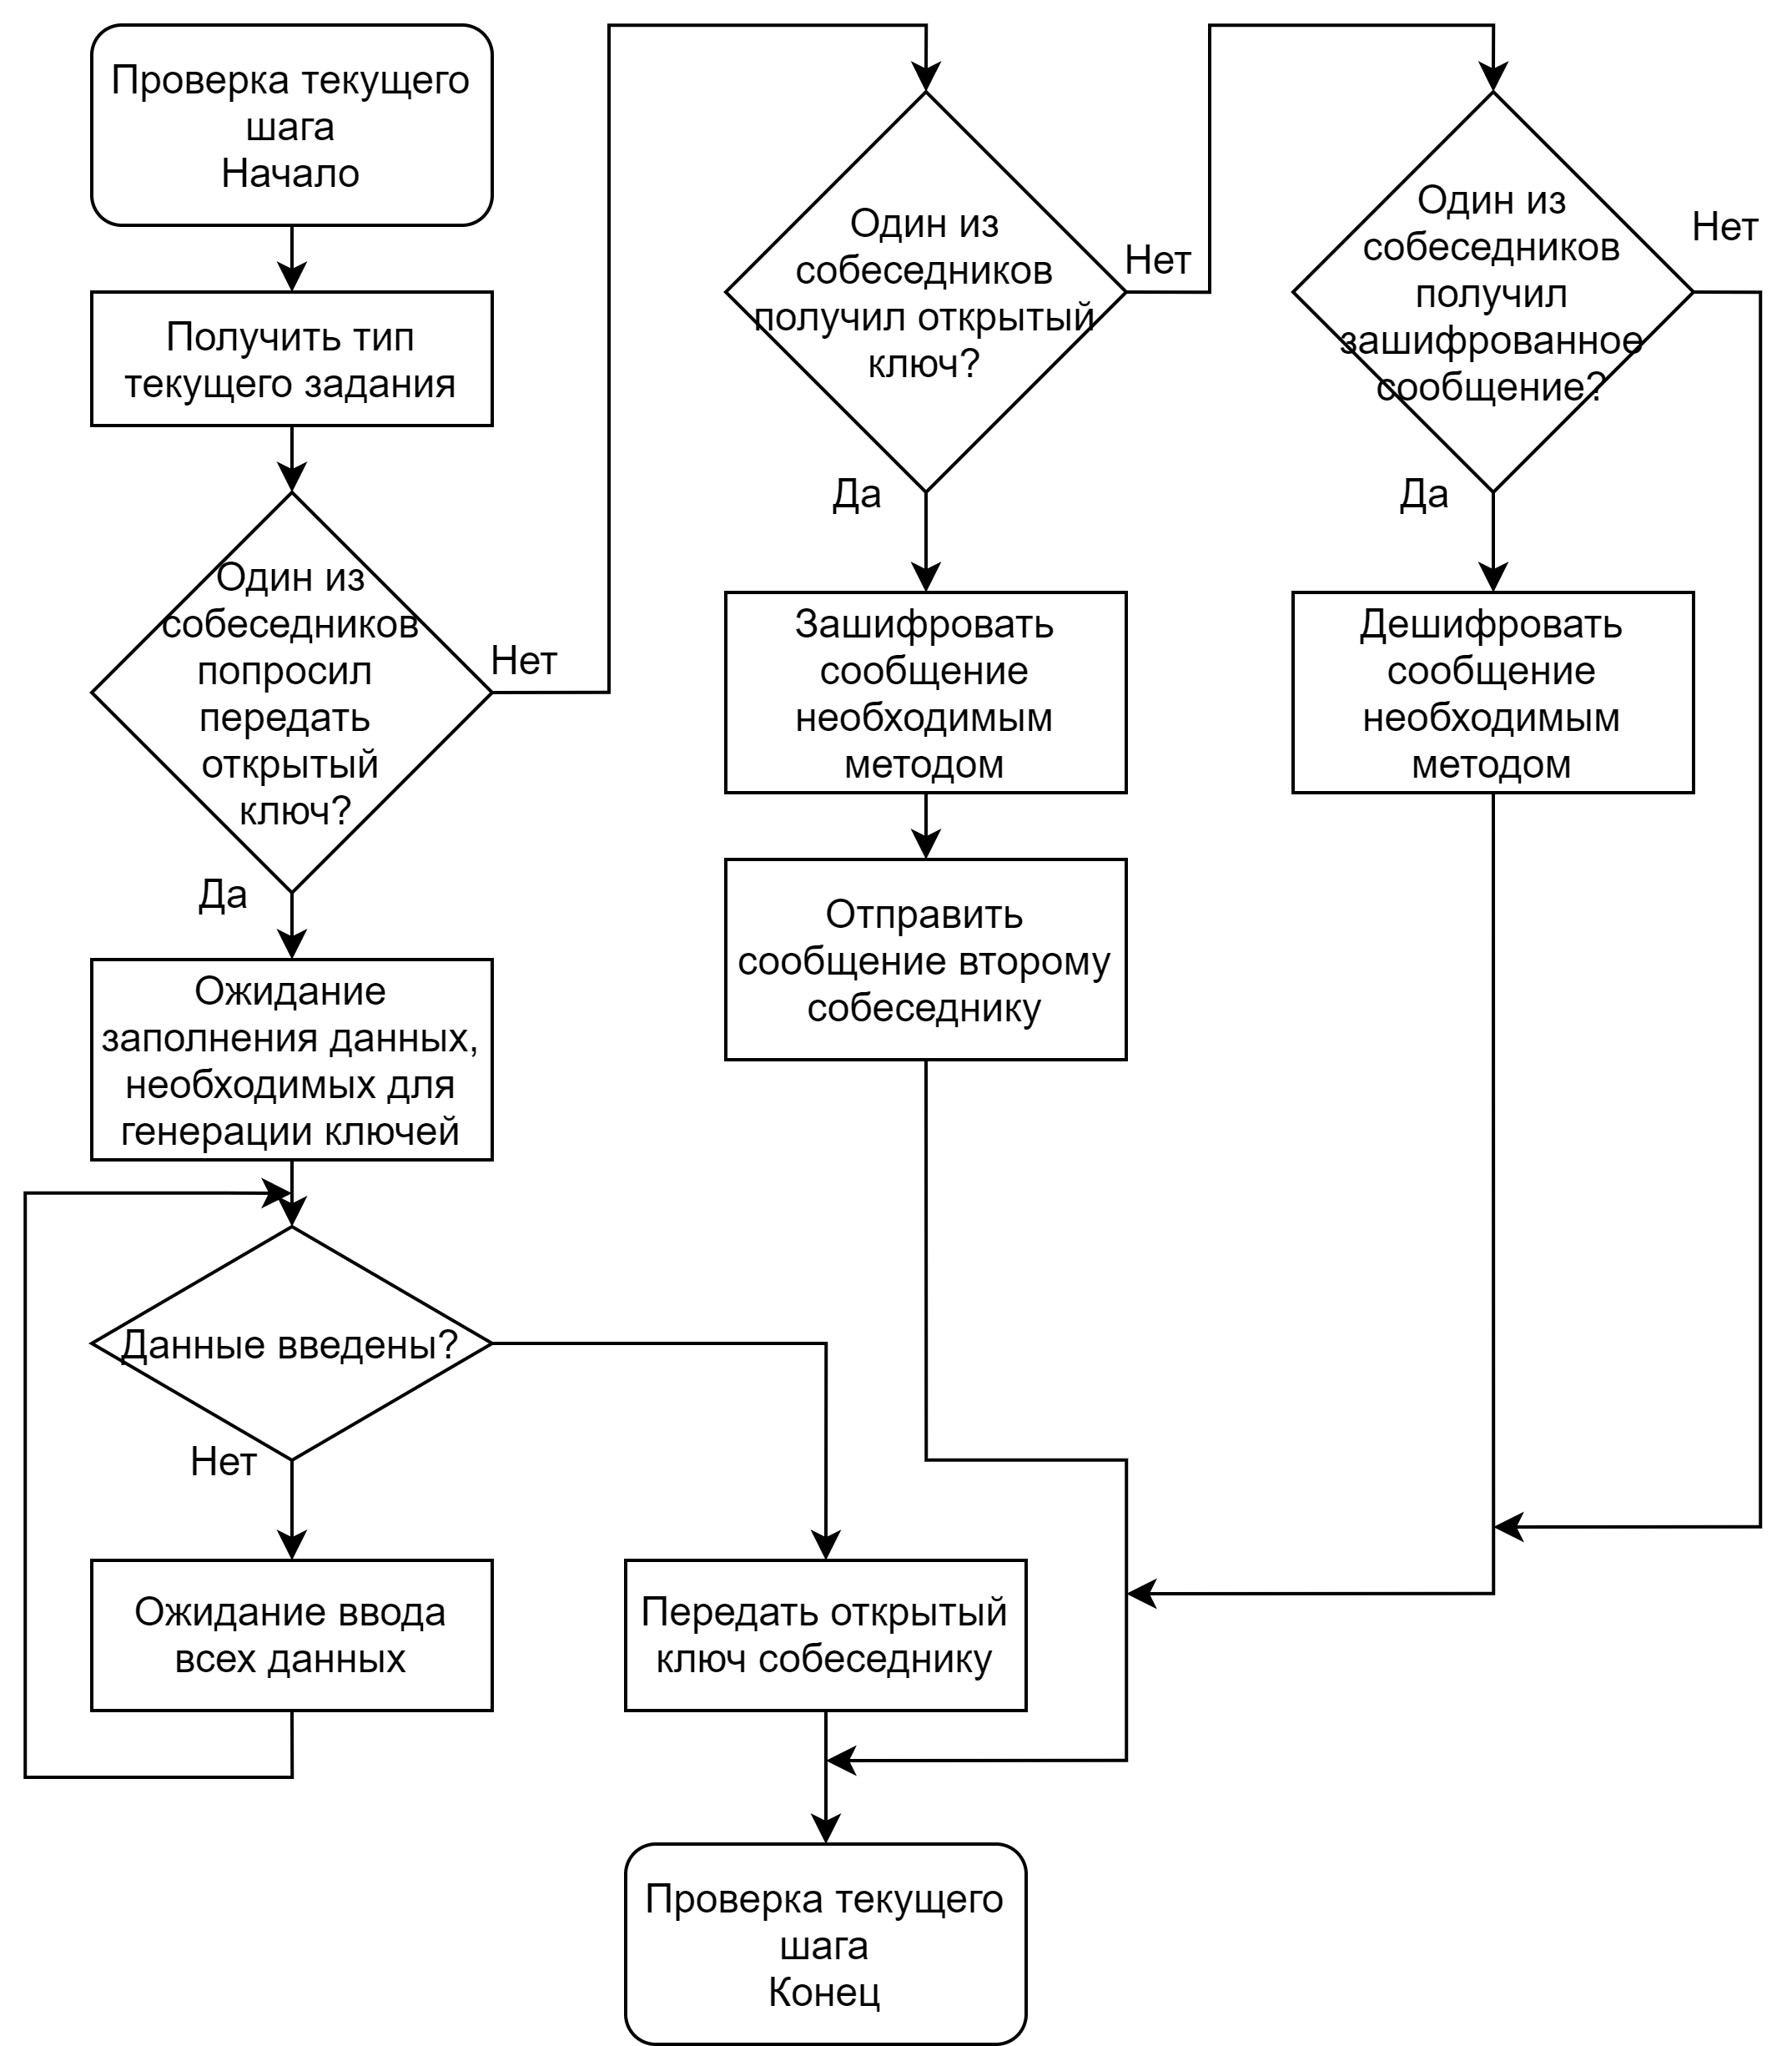 Проверка текущего
шага
Начало
Получить тип
текущего задания
Один из
собеседников
попросил
передать
открытый
ключ?
Нет
Да
Ожидание
заполнения данных,
необходимых для
генерации ключей
Данные введены?
Нет
Ожидание ввода
всех данных
Один из
собеседников
получил открытый
ключ?
Нет
Да
Зашифровать
сообщение
необходимым
методом
Отправить
сообщение второму
собеседнику
Передать открытый
ключ собеседнику
Проверка текущего
шага
Конец
Один из
собеседников
получил
зашифрованное
сообщение?
Нет
Да
Дешифровать
сообщение
необходимым
методом